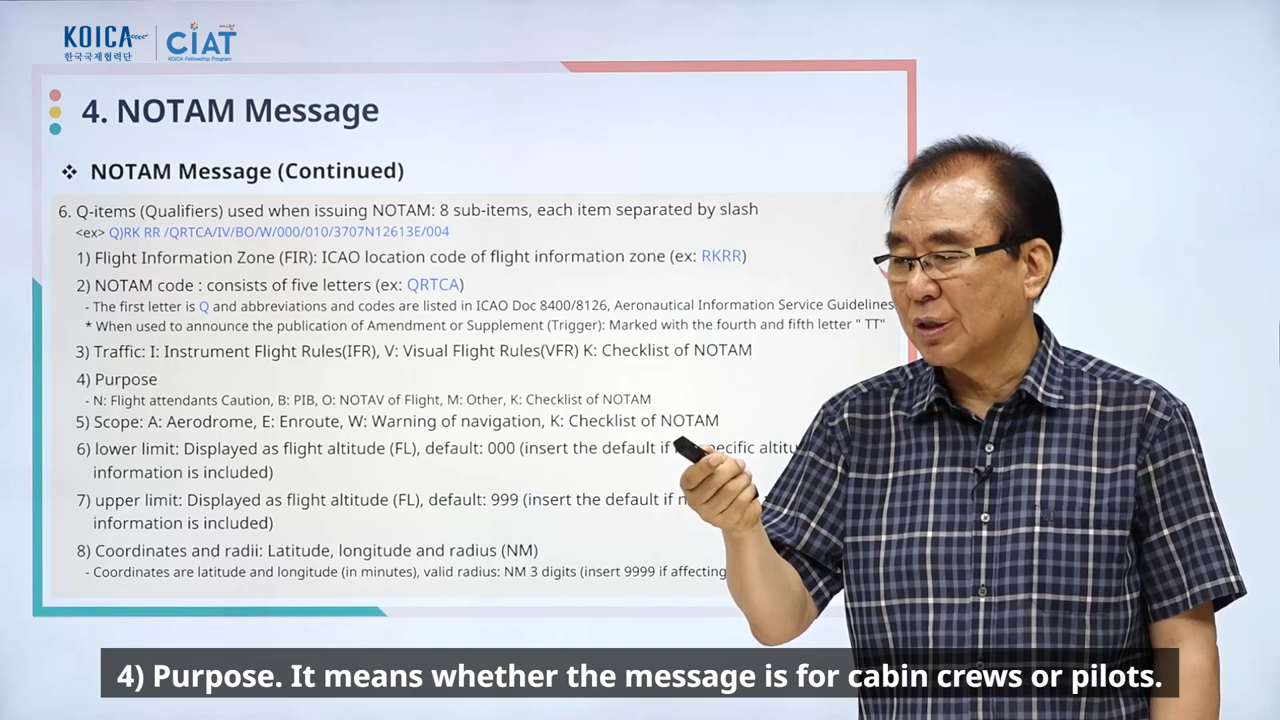 KOICA
한국국제협력단
CIAT
KOICA Fellowship Program
4. NOTAM Message
❖ NOTAM Message (Continued)
6. Q-items (Qualifiers) used when issuing NOTAM: 8 sub-items, each item separated by slash
<ex> Q)RK RR /QRTCA/IV/BO/W/000/010/3707N12613E/004
1) Flight Information Zone (FIR): ICAO location code of flight information zone (ex: RKRR)
2) NOTAM code : consists of five letters (ex: QRTCA)
- The first letter is Q and abbreviations and codes are listed in ICAO Doc 8400/8126, Aeronautical Information Service Guidelines
* When used to announce the publication of Amendment or Supplement (Trigger): Marked with the fourth and fifth letter " TT"
3) Traffic: I: Instrument Flight Rules(IFR), V: Visual Flight Rules(VFR) K: Checklist of NOTAM
4) Purpose
- N: Flight attendants Caution, B: PIB, O: NOTAV of Flight, M: Other, K: Checklist of NOTAM
5) Scope: A: Aerodrome, E: Enroute, W: Warning of navigation, K: Checklist of NOTAM
6) lower limit: Displayed as flight altitude (FL), default: 000 (insert the default if
information is included)
7) upper limit: Displayed as flight altitude (FL), default: 999 (insert the default if
information is included)
8) Coordinates and radii: Latitude, longitude and radius (NM)
- Coordinates are latitude and longitude (in minutes), valid radius: NM 3 digits (insert 9999 if affecting
4) Purpose. It means whether the message is for cabin crews or pilots.